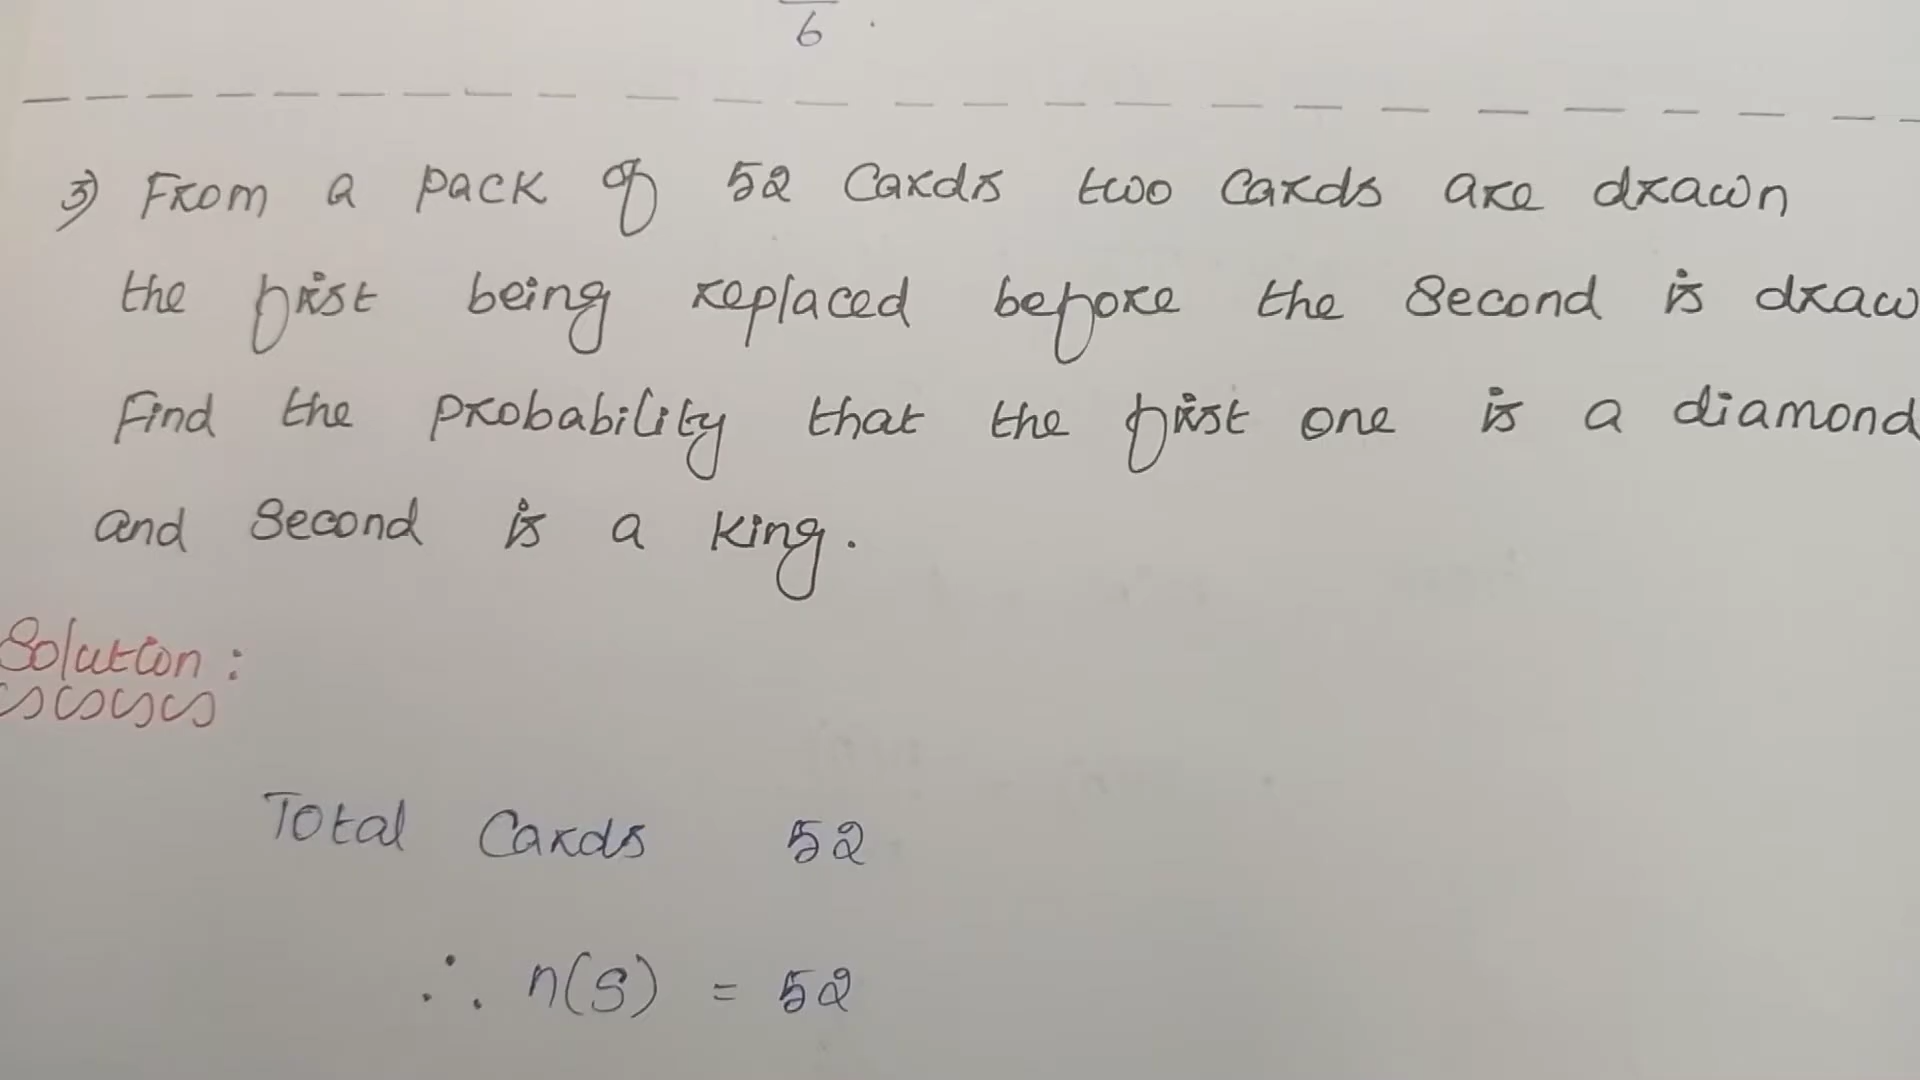 6 .
3) From a pack of 52 Cards two cards are drawn
the first being replaced before the Second is draw
Find the probability that the first one is a diamond
and Second is a king.
Solution :
Total Cards 52
∴ n(S) = 52